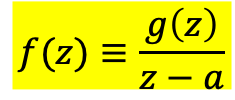 f(z) ≡ g(z) / (z − a)